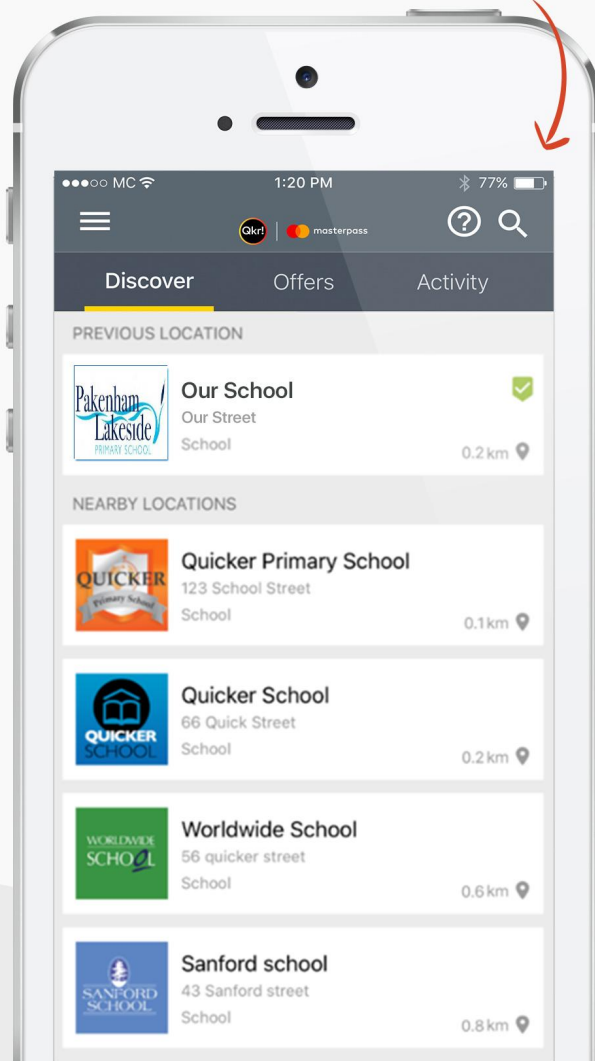 MC
1:20 PM
77%
Qkr!
masterpass
Discover
Offers
Activity
PREVIOUS LOCATION
Pakenham
Lakeside
PRIMARY SCHOOL
Our School
Our Street
School
0.2 km
NEARBY LOCATIONS
QUICKER
Primary School
Quicker Primary School
123 School Street
School
0.1 km
QUICKER
SCHOOL
Quicker School
66 Quick Street
School
0.2 km
WORLDWIDE
SCHOOL
Worldwide School
56 quicker street
School
0.6 km
SANFORD
SCHOOL
Sanford school
43 Sanford street
School
0.8 km